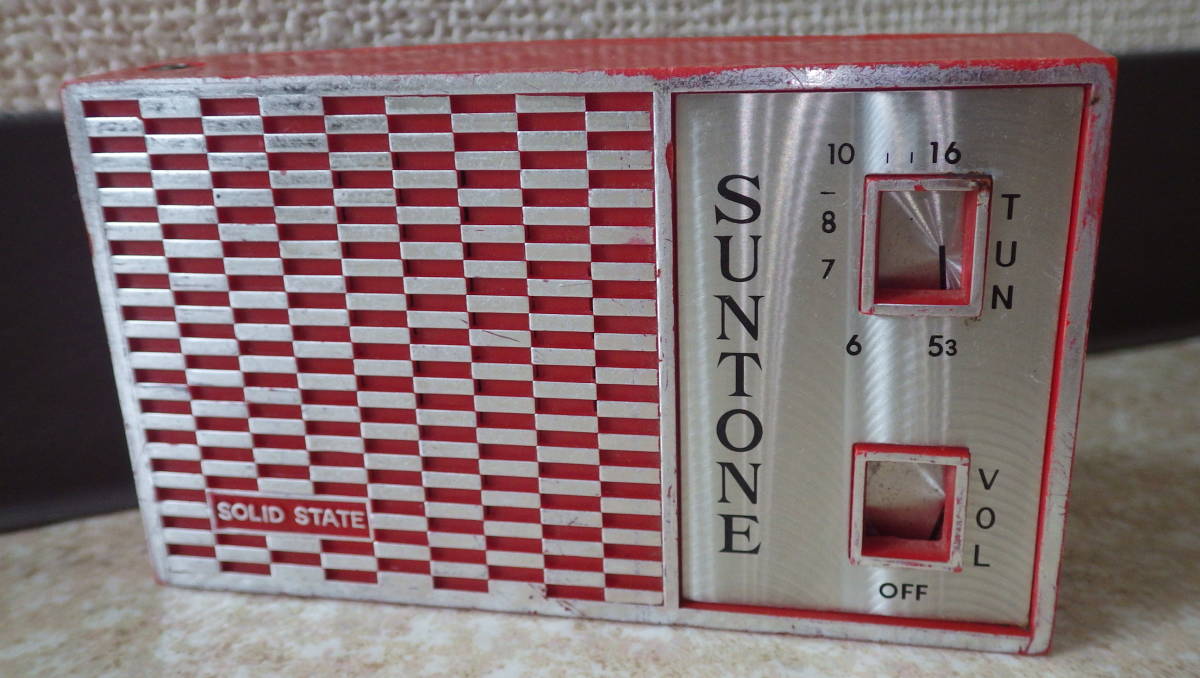 SUNTONE
10 16
8
7
6 53
TUN
VOL
OFF
SOLID STATE